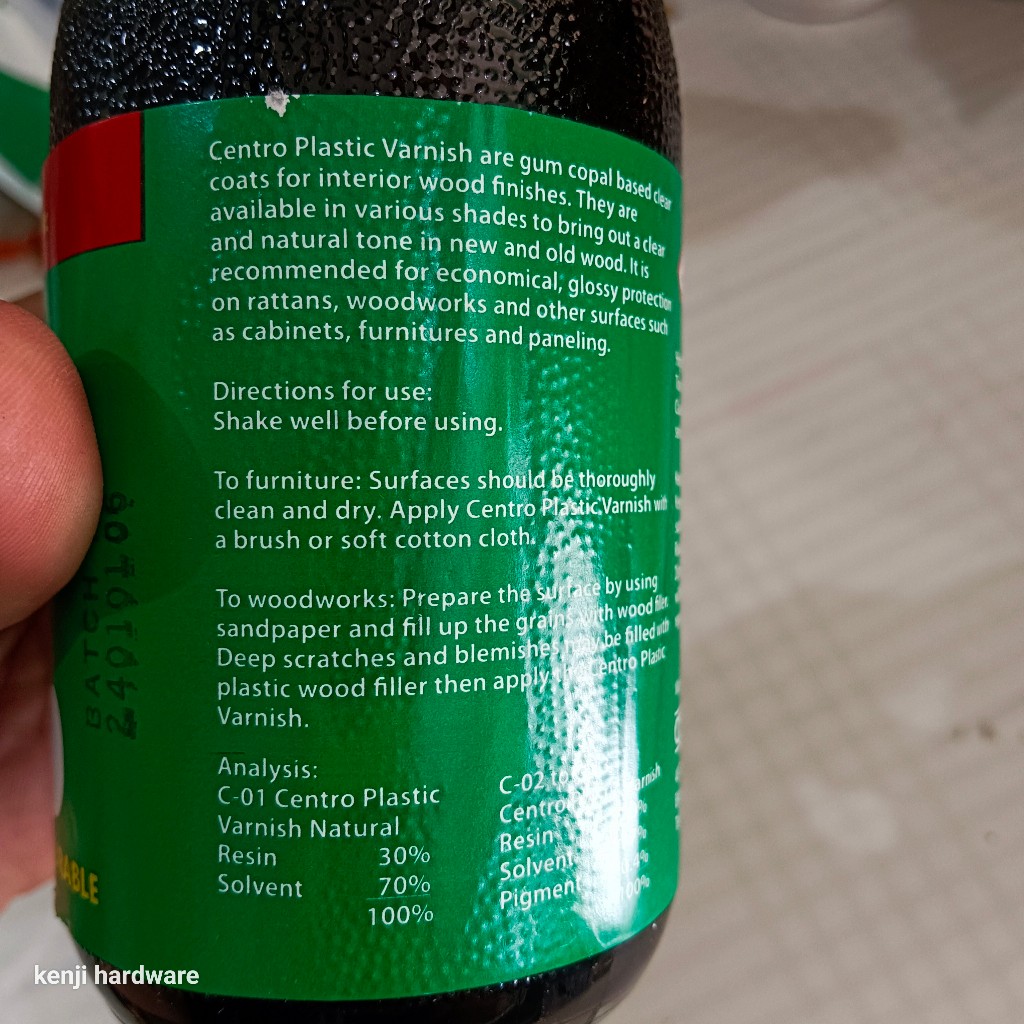 Centro Plastic Varnish are gum copal based clear
coats for interior wood finishes. They are
available in various shades to bring out a clear
and natural tone in new and old wood. It is
recommended for economical, glossy protection
on rattans, woodworks and other surfaces such
as cabinets, furnitures and paneling.
Directions for use:
Shake well before using.
To furniture: Surfaces should be thoroughly
clean and dry. Apply Centro Plastic Varnish with
a brush or soft cotton cloth.
To woodworks: Prepare the surface by using
sandpaper and fill up the grains with wood filler.
Deep scratches and blemishes may be filled with
plastic wood filler then apply the Centro Plastic
Varnish.
Analysis:
C-01 Centro Plastic
Varnish Natural
Resin 30%
Solvent 70%
100%
C-02 to
Centro Varnish
Resin
Solvent
Pigment
100%
BATCH
kenji hardware